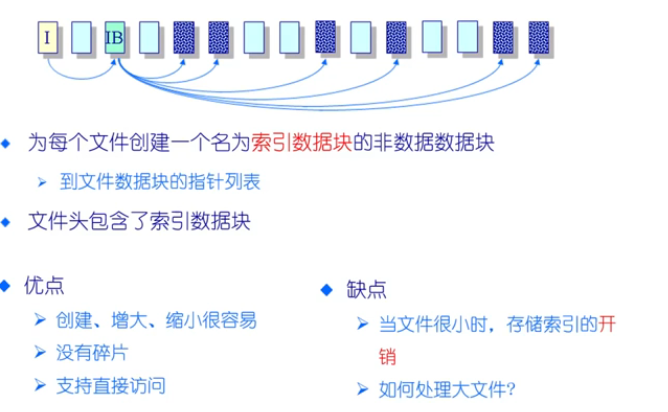 I IB
为每个文件创建一个名为索引数据块的非数据数据块
到文件数据块的指针列表
文件头包含了索引数据块
优点
创建、增大、缩小很容易
没有碎片
支持直接访问
缺点
当文件很小时，存储索引的开
销
如何处理大文件?